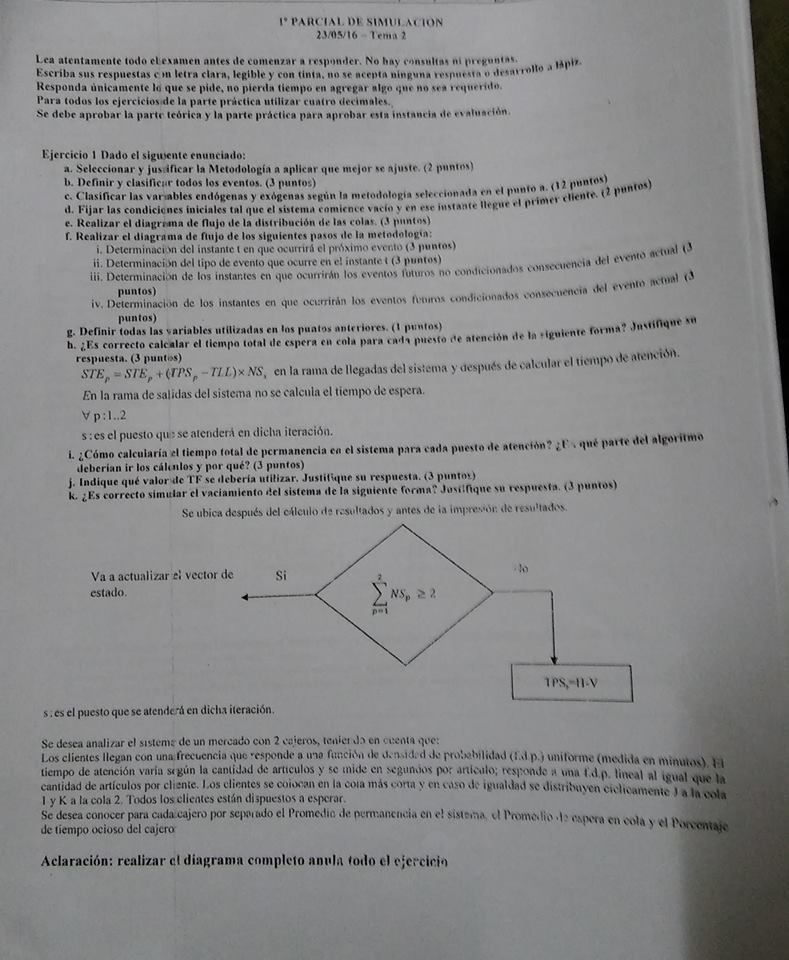 1º PARCIAL DE SIMULACION
23/05/16 – Tema 2
Lea atentamente todo el examen antes de comenzar a responder. No hay consultas ni preguntas.
Escriba sus respuestas con letra clara, legible y con tinta, no se acepta ninguna respuesta o desarrollo a lápiz.
Responda únicamente lo que se pide, no pierda tiempo en agregar algo que no sea requerido.
Para todos los ejercicios de la parte práctica utilizar cuatro decimales.
Se debe aprobar la parte teórica y la parte práctica para aprobar esta instancia de evaluación.
Ejercicio 1 Dado el siguiente enunciado:
a. Seleccionar y justificar la Metodología a aplicar que mejor se ajuste. (2 puntos)
b. Definir y clasificar todos los eventos. (3 puntos)
c. Clasificar las variables endógenas y exógenas según la metodología seleccionada en el punto a. (12 puntos)
d. Fijar las condiciones iniciales tal que el sistema comience vacío y en ese instante llegue el primer cliente. (2 puntos)
e. Realizar el diagrama de flujo de la distribución de las colas. (3 puntos)
f. Realizar el diagrama de flujo de los siguientes pasos de la metodología:
i. Determinación del instante t en que ocurrirá el próximo evento (3 puntos)
ii. Determinación del tipo de evento que ocurre en el instante t (3 puntos)
iii. Determinación de los instantes en que ocurrirán los eventos futuros no condicionados consecuencia del evento actual (3
puntos)
iv. Determinación de los instantes en que ocurrirán los eventos futuros condicionados consecuencia del evento actual (3
puntos)
g. Definir todas las variables utilizadas en los puntos anteriores. (1 puntos)
h. ¿Es correcto calcular el tiempo total de espera en cola para cada puesto de atención de la siguiente forma? Justifique su
respuesta. (3 puntos)
STE_p = STE_p + (TPS_p – TLL) × NS_s en la rama de llegadas del sistema y después de calcular el tiempo de atención.
En la rama de salidas del sistema no se calcula el tiempo de espera.
∀ p : 1..2
s : es el puesto que se atenderá en dicha iteración.
i. ¿Cómo calcularía el tiempo total de permanencia en el sistema para cada puesto de atención? ¿En qué parte del algoritmo
deberían ir los cálculos y por qué? (3 puntos)
j. Indique qué valor de TF se debería utilizar. Justifique su respuesta. (3 puntos)
k. ¿Es correcto simular el vaciamiento del sistema de la siguiente forma? Justifique su respuesta. (3 puntos)
Se ubica después del cálculo de resultados y antes de la impresión de resultados.
Va a actualizar el vector de
estado.
Si
2
∑ NS_p ≥ 2
p=1
No
TPS_s=H-V
s : es el puesto que se atenderá en dicha iteración.
Se desea analizar el sistema de un mercado con 2 cajeros, teniendo en cuenta que:
Los clientes llegan con una frecuencia que responde a una función de densidad de probabilidad (f.d.p.) uniforme (medida en minutos). El
tiempo de atención varía según la cantidad de artículos y se mide en segundos por artículo; responde a una f.d.p. lineal al igual que la
cantidad de artículos por cliente. Los clientes se colocan en la cola más corta y en caso de igualdad se distribuyen cíclicamente J a la cola
1 y K a la cola 2. Todos los clientes están dispuestos a esperar.
Se desea conocer para cada cajero por separado el Promedio de permanencia en el sistema, el Promedio de espera en cola y el Porcentaje
de tiempo ocioso del cajero
Aclaración: realizar el diagrama completo anula todo el ejercicio